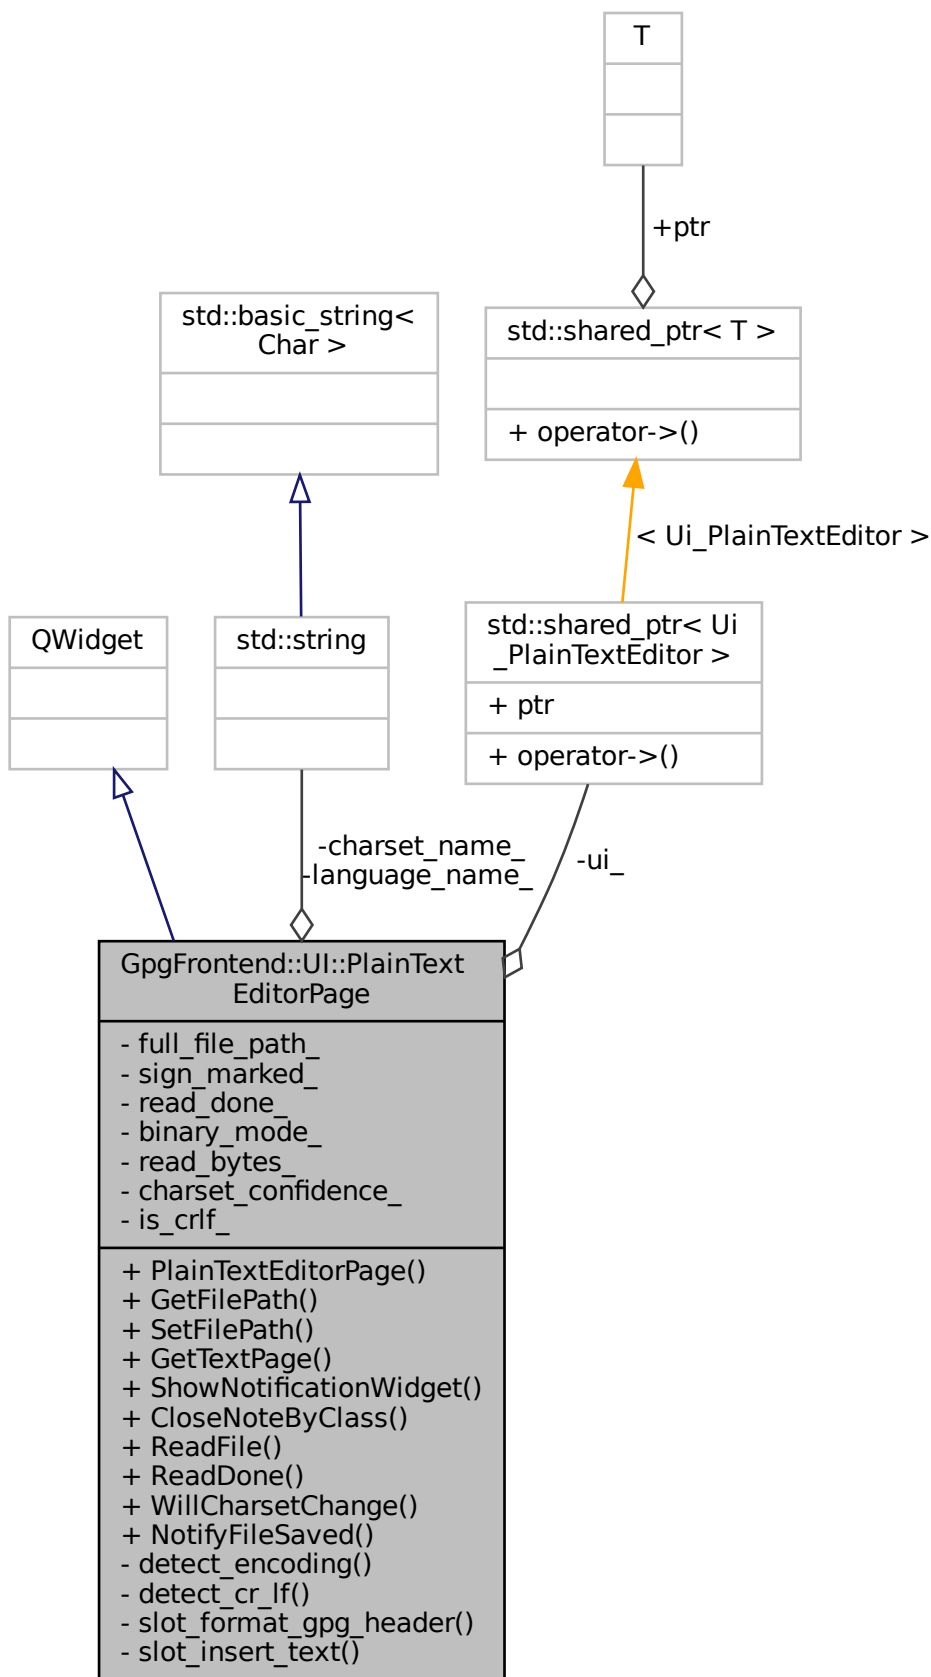 T
+ptr
std::basic_string<
Char >
std::shared_ptr< T >
+ operator->()
< Ui_PlainTextEditor >
QWidget
std::string
std::shared_ptr< Ui
_PlainTextEditor >
+ ptr
+ operator->()
-charset_name_
-language_name_
-ui_
GpgFrontend::UI::PlainText
EditorPage
- full_file_path_
- sign_marked_
- read_done_
- binary_mode_
- read_bytes_
- charset_confidence_
- is_crlf_
+ PlainTextEditorPage()
+ GetFilePath()
+ SetFilePath()
+ GetTextPage()
+ ShowNotificationWidget()
+ CloseNoteByClass()
+ ReadFile()
+ ReadDone()
+ WillCharsetChange()
+ NotifyFileSaved()
- detect_encoding()
- detect_cr_lf()
- slot_format_gpg_header()
- slot_insert_text()